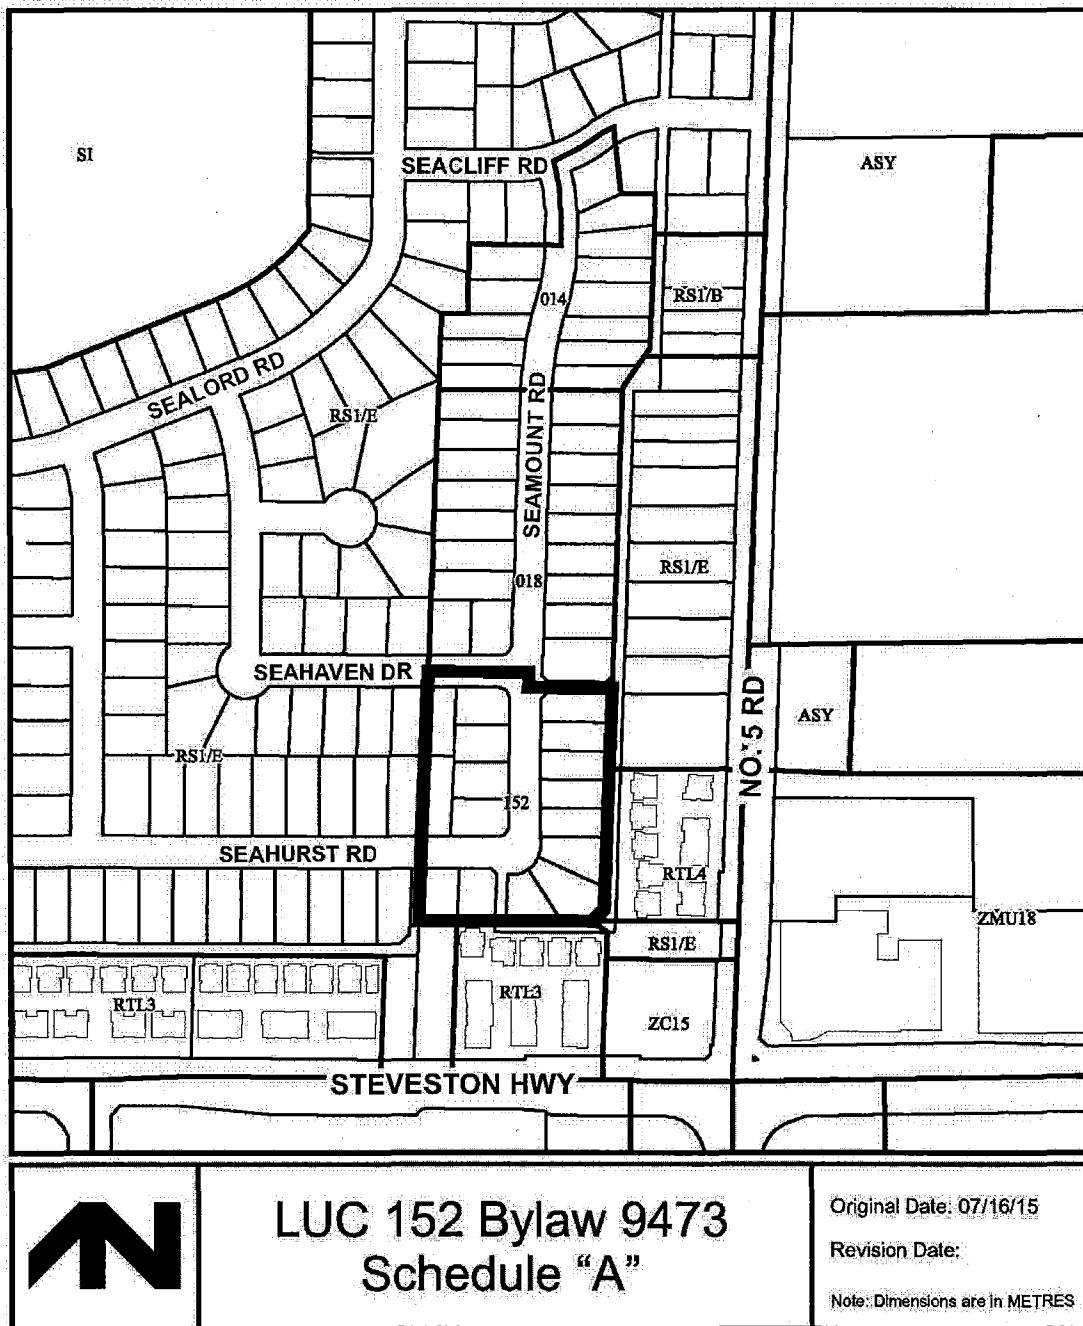 SI
SEACLIFF RD
ASY
014
RS1/B
SEALORD RD
RS1/E
SEAMOUNT RD
018
RS1/E
SEAHAVEN DR
NO. 5 RD
ASY
RS1/E
152
SEAHURST RD
RTL4
ZMU18
RS1/E
RTL3
RTL3
ZC15
STEVESTON HWY
LUC 152 Bylaw 9473
Schedule “A”
Original Date: 07/16/15
Revision Date:
Note: Dimensions are in METRES